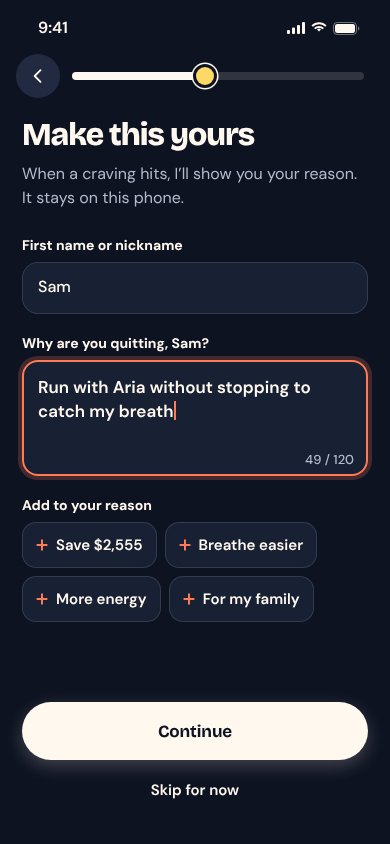 9:41
Make this yours
When a craving hits, I’ll show you your reason.
It stays on this phone.
First name or nickname
Sam
Why are you quitting, Sam?
Run with Aria without stopping to
catch my breath
49 / 120
Add to your reason
+ Save $2,555
+ Breathe easier
+ More energy
+ For my family
Continue
Skip for now